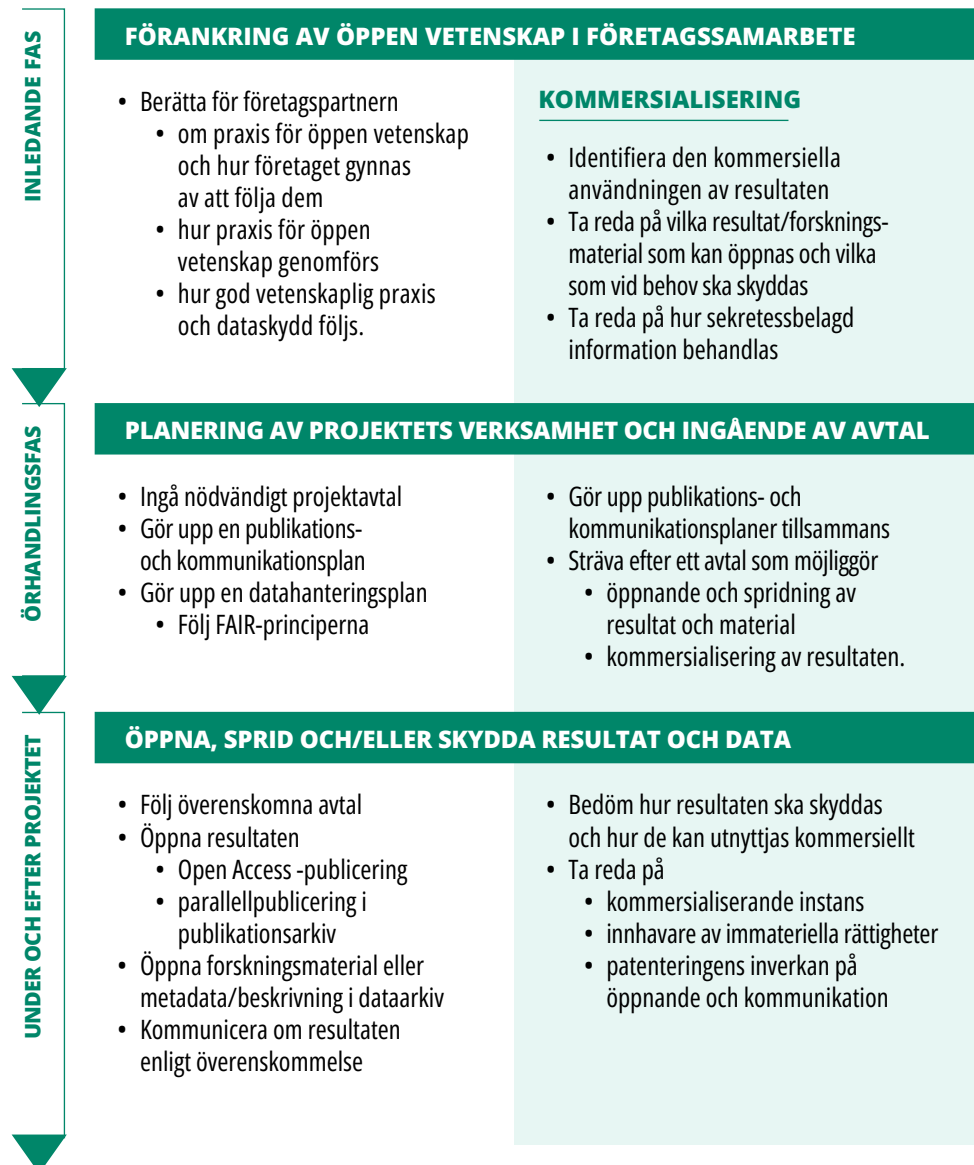 INLEDANDE FAS
FÖRANKRING AV ÖPPEN VETENSKAP I FÖRETAGSSAMARBETE
• Berätta för företagspartnern
• om praxis för öppen vetenskap
och hur företaget gynnas
av att följa dem
• hur praxis för öppen
vetenskap genomförs
• hur god vetenskaplig praxis
och dataskydd följs.
KOMMERSIALISERING
• Identifiera den kommersiella
användningen av resultaten
• Ta reda på vilka resultat/forsknings-
material som kan öppnas och vilka
som vid behov ska skyddas
• Ta reda på hur sekretessbelagd
information behandlas
ÖRHANDLINGSFAS
PLANERING AV PROJEKTETS VERKSAMHET OCH INGÅENDE AV AVTAL
• Ingå nödvändigt projektavtal
• Gör upp en publikations-
och kommunikationsplan
• Gör upp en datahanteringsplan
• Följ FAIR-principerna
• Gör upp publikations- och
kommunikationsplaner tillsammans
• Sträva efter ett avtal som möjliggör
• öppnande och spridning av
resultat och material
• kommersialisering av resultaten.
UNDER OCH EFTER PROJEKTET
ÖPPNA, SPRID OCH/ELLER SKYDDA RESULTAT OCH DATA
• Följ överenskomna avtal
• Öppna resultaten
• Open Access -publicering
• parallellpublicering i
publikationsarkiv
• Öppna forskningsmaterial eller
metadata/beskrivning i dataarkiv
• Kommunicera om resultaten
enligt överenskommelse
• Bedöm hur resultaten ska skyddas
och hur de kan utnyttjas kommersiellt
• Ta reda på
• kommersialiserande instans
• innhavare av immateriella rättigheter
• patenteringens inverkan på
öppnande och kommunikation